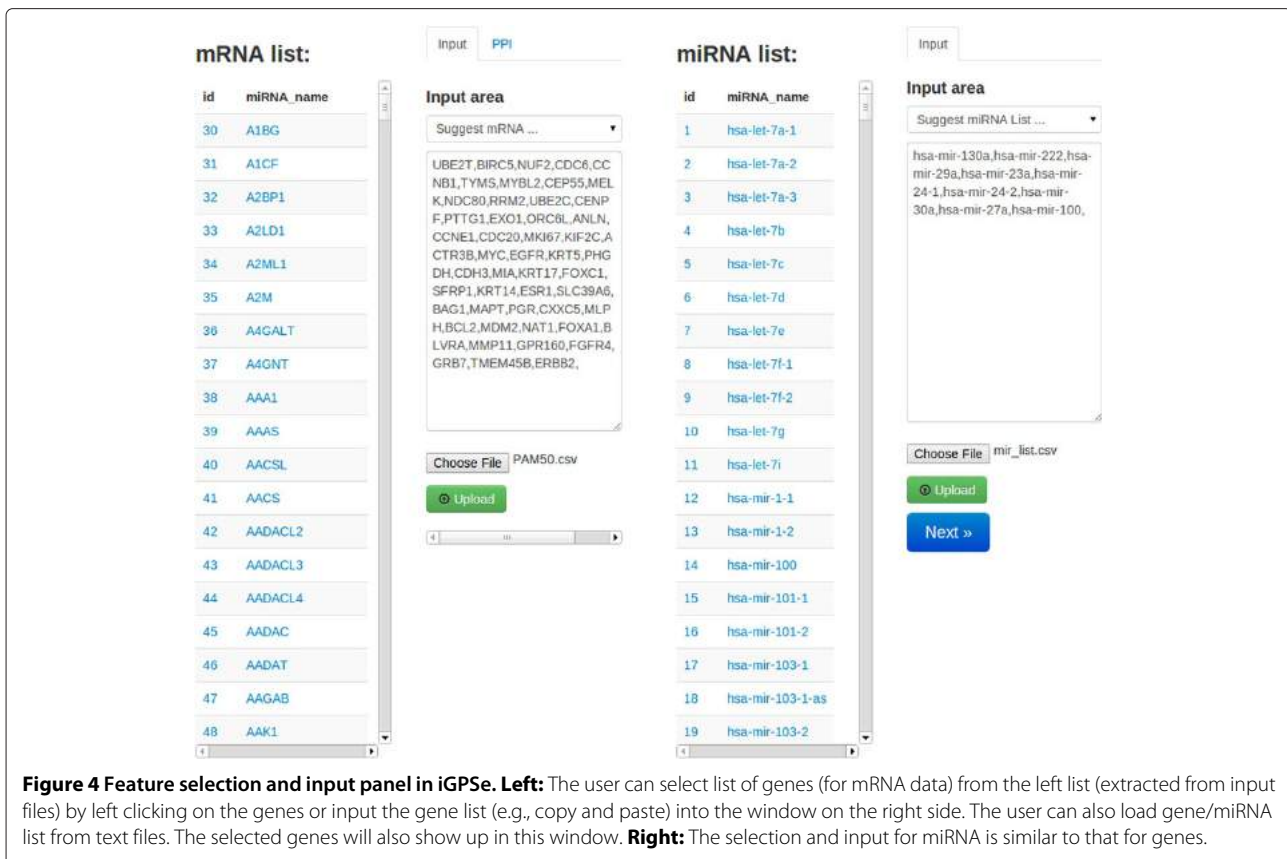 mRNA list:
id miRNA_name
30 A1BG
31 A1CF
32 A2BP1
33 A2LD1
34 A2ML1
35 A2M
36 A4GALT
37 A4GNT
38 AAA1
39 AAAS
40 AACSL
41 AACS
42 AADACL2
43 AADACL3
44 AADACL4
45 AADAC
46 AADAT
47 AAGAB
48 AAK1
Input PPI
Input area
Suggest mRNA ...
UBE2T,BIRC5,NUF2,CDC6,CC
NB1,TYMS,MYBL2,CEP55,MEL
K,NDC80,RRM2,UBE2C,CENP
F,PTTG1,EXO1,ORC6L,ANLN,
CCNE1,CDC20,MKI67,KIF2C,A
CTR3B,MYC,EGFR,KRT5,PHG
DH,CDH3,MIA,KRT17,FOXC1,
SFRP1,KRT14,ESR1,SLC39A6,
BAG1,MAPT,PGR,CXXC5,MLP
H,BCL2,MDM2,NAT1,FOXA1,B
LVRA,MMP11,GPR160,FGFR4,
GRB7,TMEM45B,ERBB2,
Choose File PAM50.csv
Upload
miRNA list:
id miRNA_name
1 hsa-let-7a-1
2 hsa-let-7a-2
3 hsa-let-7a-3
4 hsa-let-7b
5 hsa-let-7c
6 hsa-let-7d
7 hsa-let-7e
8 hsa-let-7f-1
9 hsa-let-7f-2
10 hsa-let-7g
11 hsa-let-7i
12 hsa-mir-1-1
13 hsa-mir-1-2
14 hsa-mir-100
15 hsa-mir-101-1
16 hsa-mir-101-2
17 hsa-mir-103-1
18 hsa-mir-103-1-as
19 hsa-mir-103-2
Input
Input area
Suggest miRNA List ...
hsa-mir-130a,hsa-mir-222,hsa-
mir-29a,hsa-mir-23a,hsa-mir-
24-1,hsa-mir-24-2,hsa-mir-
30a,hsa-mir-27a,hsa-mir-100,
Choose File mir_list.csv
Upload
Next »
Figure 4 Feature selection and input panel in iGPSe. Left: The user can select list of genes (for mRNA data) from the left list (extracted from input
files) by left clicking on the genes or input the gene list (e.g., copy and paste) into the window on the right side. The user can also load gene/miRNA
list from text files. The selected genes will also show up in this window. Right: The selection and input for miRNA is similar to that for genes.